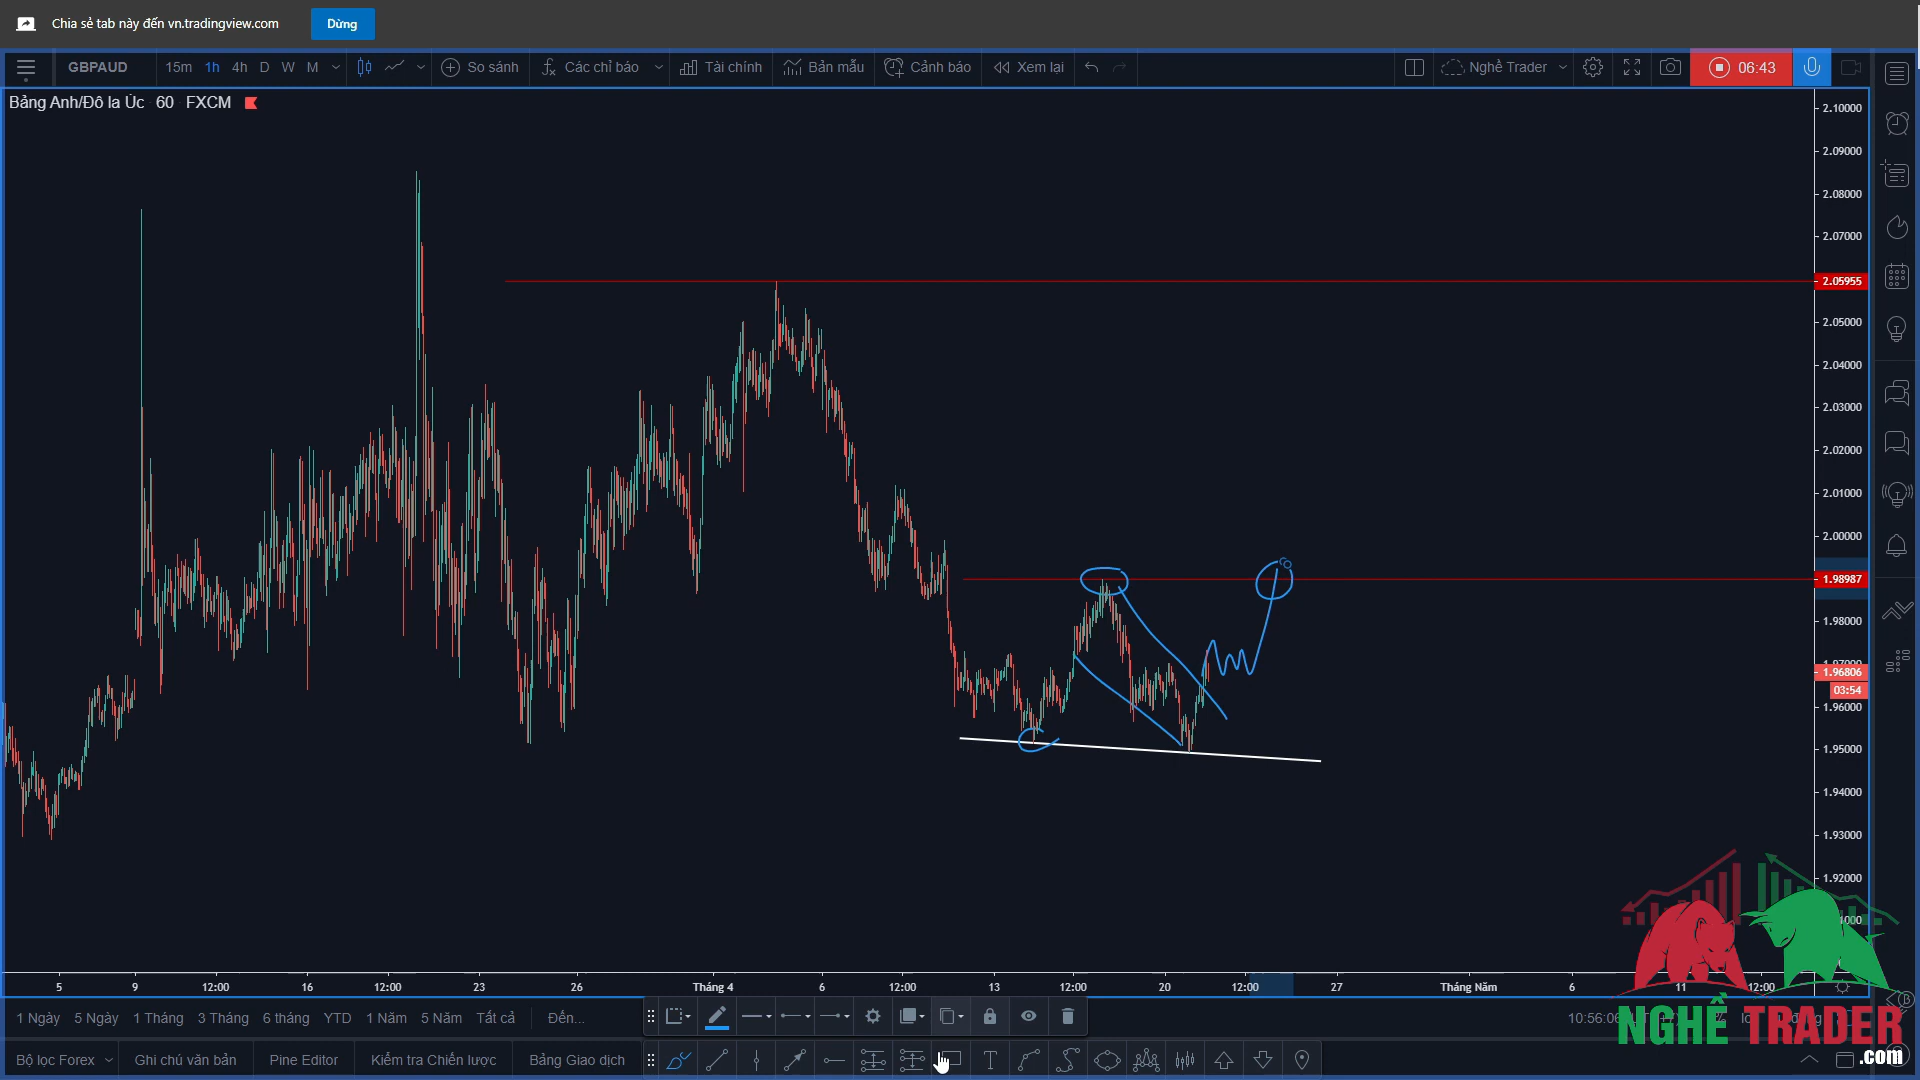 Chia sẻ tab này đến vn.tradingview.com Dừng
GBPAUD 15m 1h 4h D W M So sánh Các chỉ báo Tài chính Bản mẫu Cảnh báo Xem lại Nghề Trader 06:43
Bảng Anh/Đô la Úc 60 FXCM
2.10000
2.09000
2.08000
2.07000
2.05955
2.05000
2.04000
2.03000
2.02000
2.01000
2.00000
1.98987
1.98000
1.97000
1.96806
03:54
1.96000
1.95000
1.94000
1.93000
1.92000
5 9 12:00 16 12:00 23 26 Tháng 4 6 12:00 13 12:00 20 12:00 27 Tháng Năm 6 11 12:00
1 Ngày 5 Ngày 1 Tháng 3 Tháng 6 tháng YTD 1 Năm 5 Năm Tất cả Đến... 10:56:06
NGHỀ TRADER
.com
Bộ lọc Forex Ghi chú văn bản Pine Editor Kiểm tra Chiến lược Bảng Giao dịch